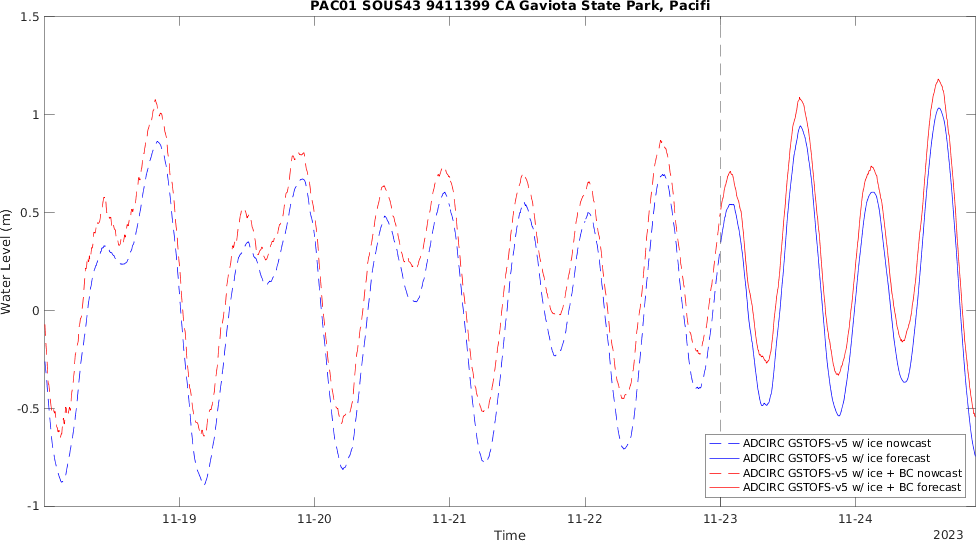 PAC01 SOUS43 9411399 CA Gaviota State Park, Pacifi
1.5
1
0.5
0
-0.5
-1
Water Level (m)
11-19
11-20
11-21
11-22
11-23
11-24
Time
2023
ADCIRC GSTOFS-v5 w/ ice nowcast
ADCIRC GSTOFS-v5 w/ ice forecast
ADCIRC GSTOFS-v5 w/ ice + BC nowcast
ADCIRC GSTOFS-v5 w/ ice + BC forecast